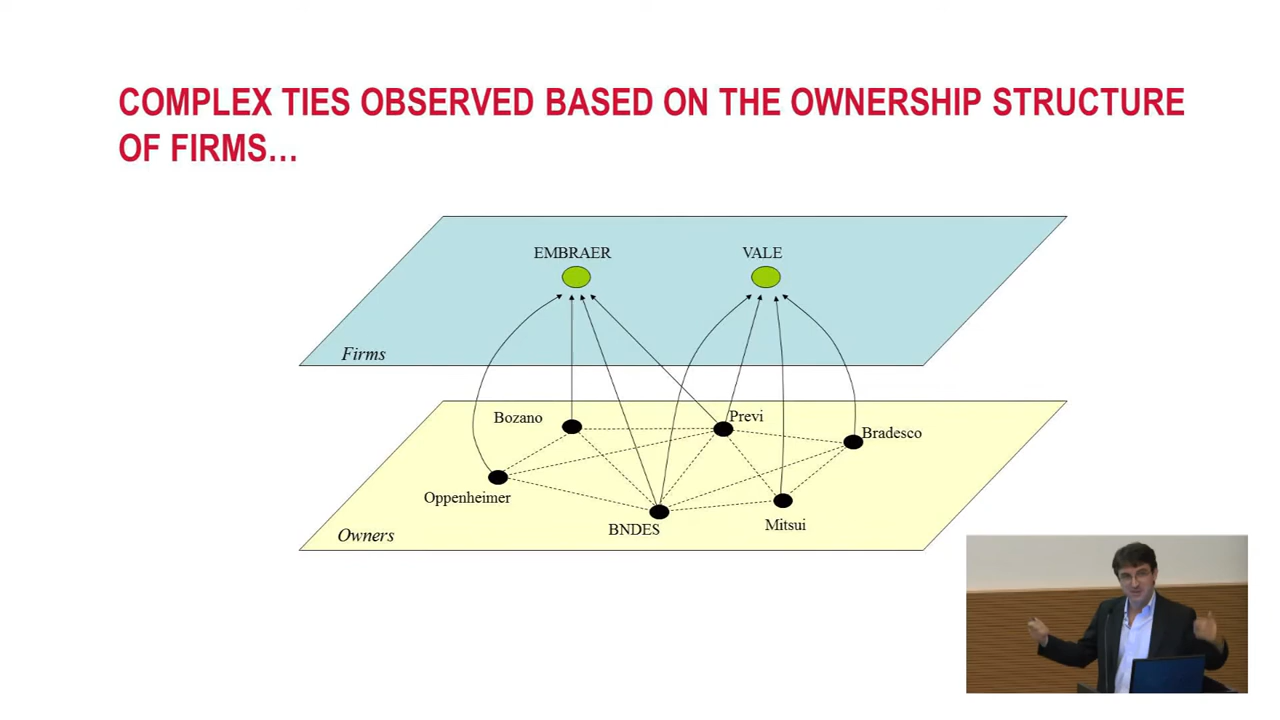 COMPLEX TIES OBSERVED BASED ON THE OWNERSHIP STRUCTURE
OF FIRMS…
EMBRAER
VALE
Firms
Bozano
Previ
Bradesco
Oppenheimer
BNDES
Mitsui
Owners